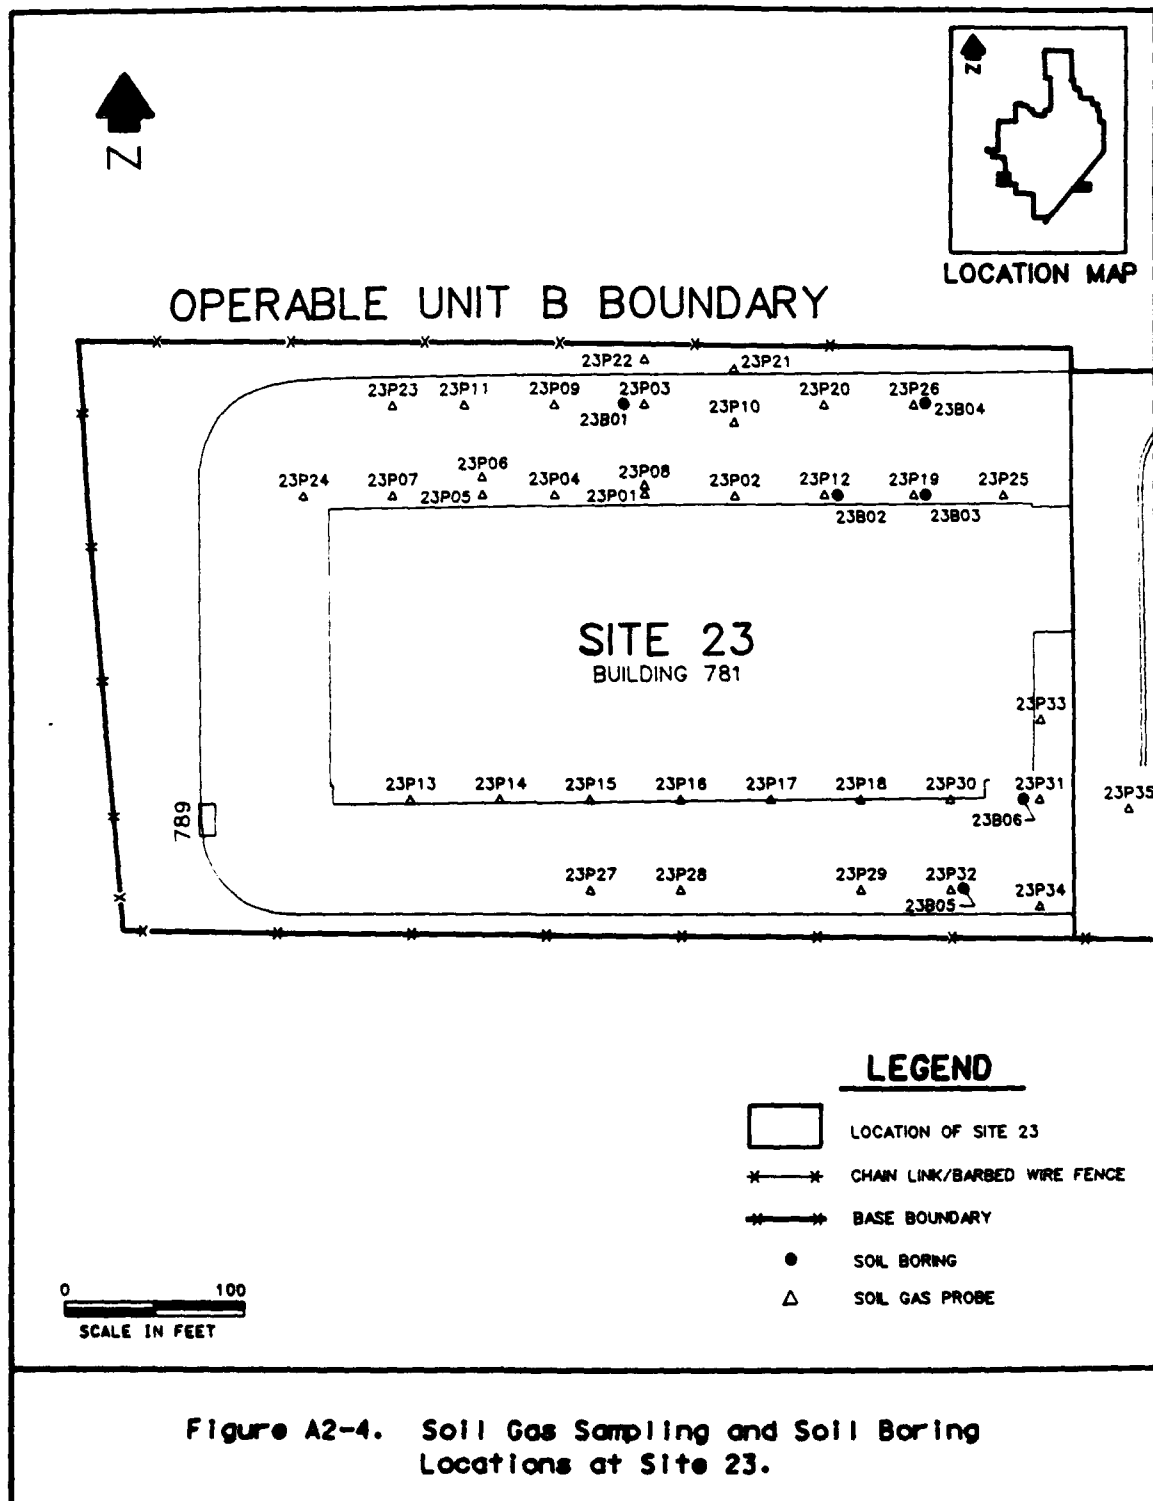 N
N
LOCATION MAP
OPERABLE UNIT B BOUNDARY
23P22
23P21
23P23
23P11
23P09
23P03
23P20
23P26
23B01
23P10
23B04
23P24
23P07
23P06
23P05
23P04
23P08
23P01
23P02
23P12
23P19
23P25
23B02
23B03
SITE 23
BUILDING 781
23P33
23P13
23P14
23P15
23P16
23P17
23P18
23P30
23P31
23P35
789
23B06
23P27
23P28
23P29
23P32
23P34
23B05
LEGEND
LOCATION OF SITE 23
CHAIN LINK/BARBED WIRE FENCE
BASE BOUNDARY
SOIL BORING
SOIL GAS PROBE
0 100
SCALE IN FEET
Figure A2-4. Soil Gas Sampling and Soil Boring
Locations at Site 23.